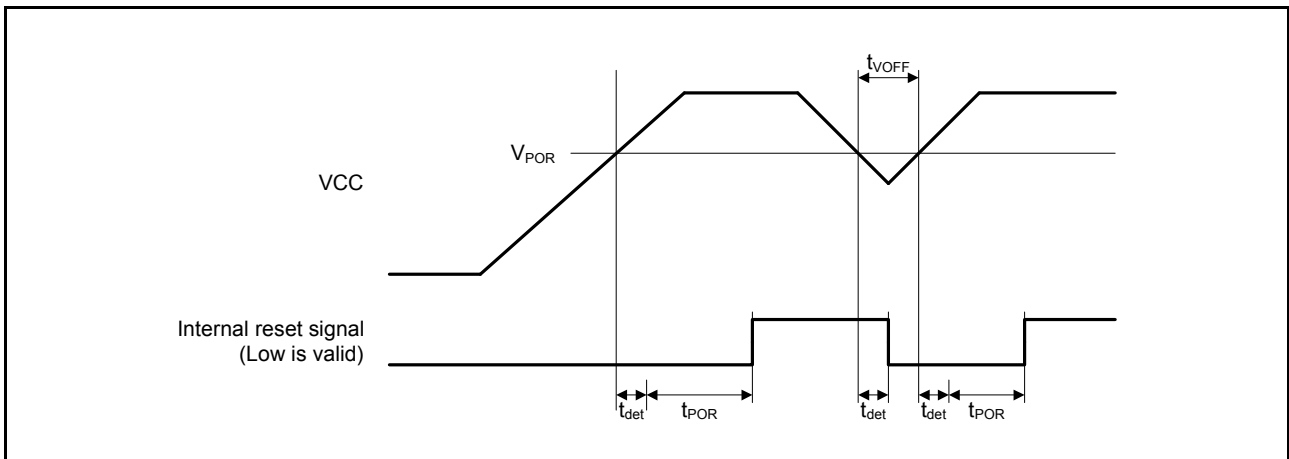 tVOFF
VPOR
VCC
Internal reset signal
(Low is valid)
tdet
tPOR
tdet
tdet
tPOR